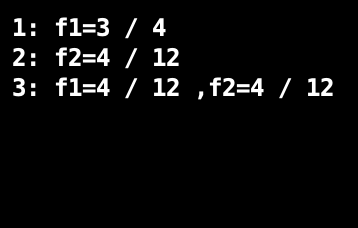 1: f1=3 / 4
2: f2=4 / 12
3: f1=4 / 12 ,f2=4 / 12